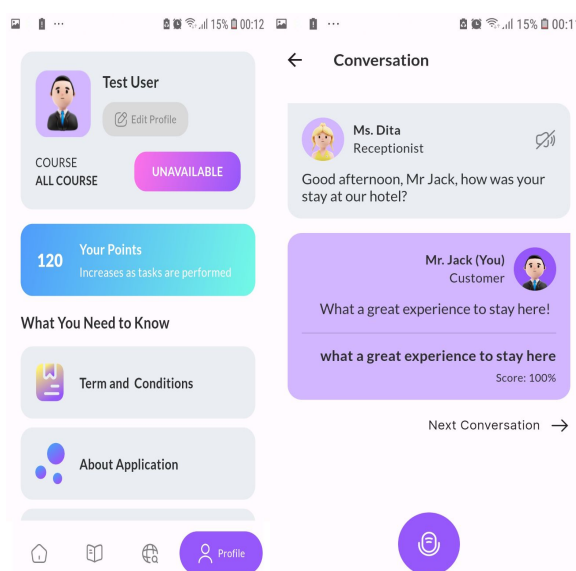 15% 00:12
Test User
Edit Profile
COURSE
ALL COURSE
UNAVAILABLE
120
Your Points
Increases as tasks are performed
What You Need to Know
Term and Conditions
About Application
Profile
15% 00:1
Conversation
Ms. Dita
Receptionist
Good afternoon, Mr Jack, how was your
stay at our hotel?
Mr. Jack (You)
Customer
What a great experience to stay here!
what a great experience to stay here
Score: 100%
Next Conversation